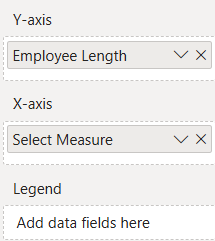 Y-axis
Employee Length
X-axis
Select Measure
Legend
Add data fields here